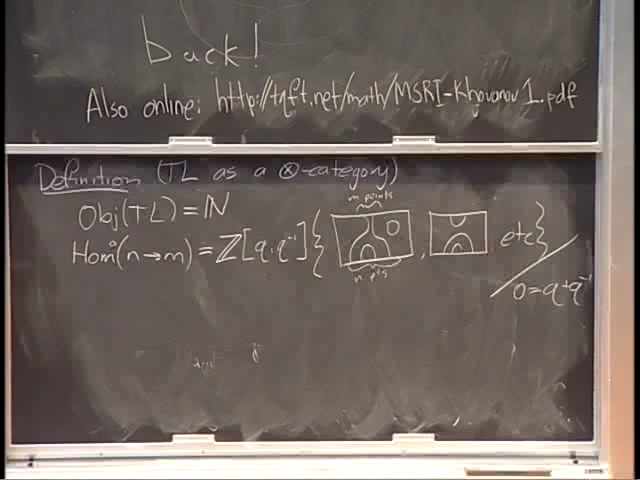 back!
Also online: http://tqft.net/math/MSRI-Khovanov1.pdf
Definition (TL as a ⊗-category)
m points
Obj(TL) = ℕ
Hom(n→m) = ℤ[q,q⁻¹]{ , etc}
n pts
/ O = q+q⁻¹